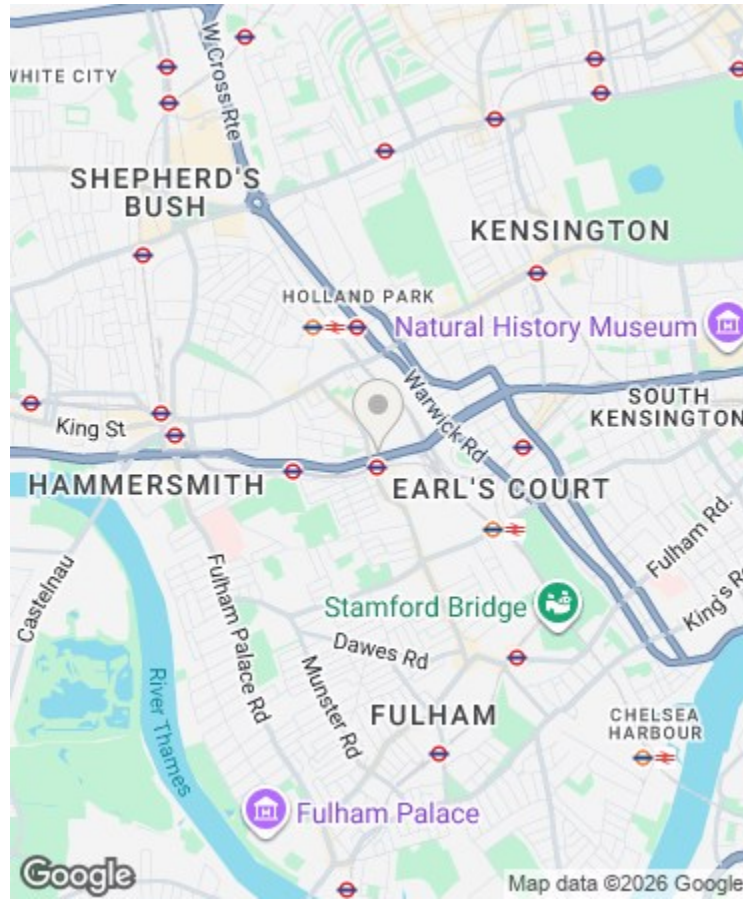 W Cross Rte
WHITE CITY
SHEPHERD'S
BUSH
KENSINGTON
HOLLAND PARK
Natural History Museum
Warwick Rd
SOUTH
KENSINGTON
King St
HAMMERSMITH
EARL'S COURT
Fulham Rd.
Castelnau
Fulham Palace Rd
Stamford Bridge
King's Rd
Dawes Rd
Munster Rd
River Thames
FULHAM
CHELSEA
HARBOUR
Fulham Palace
Google
Map data ©2026 Google